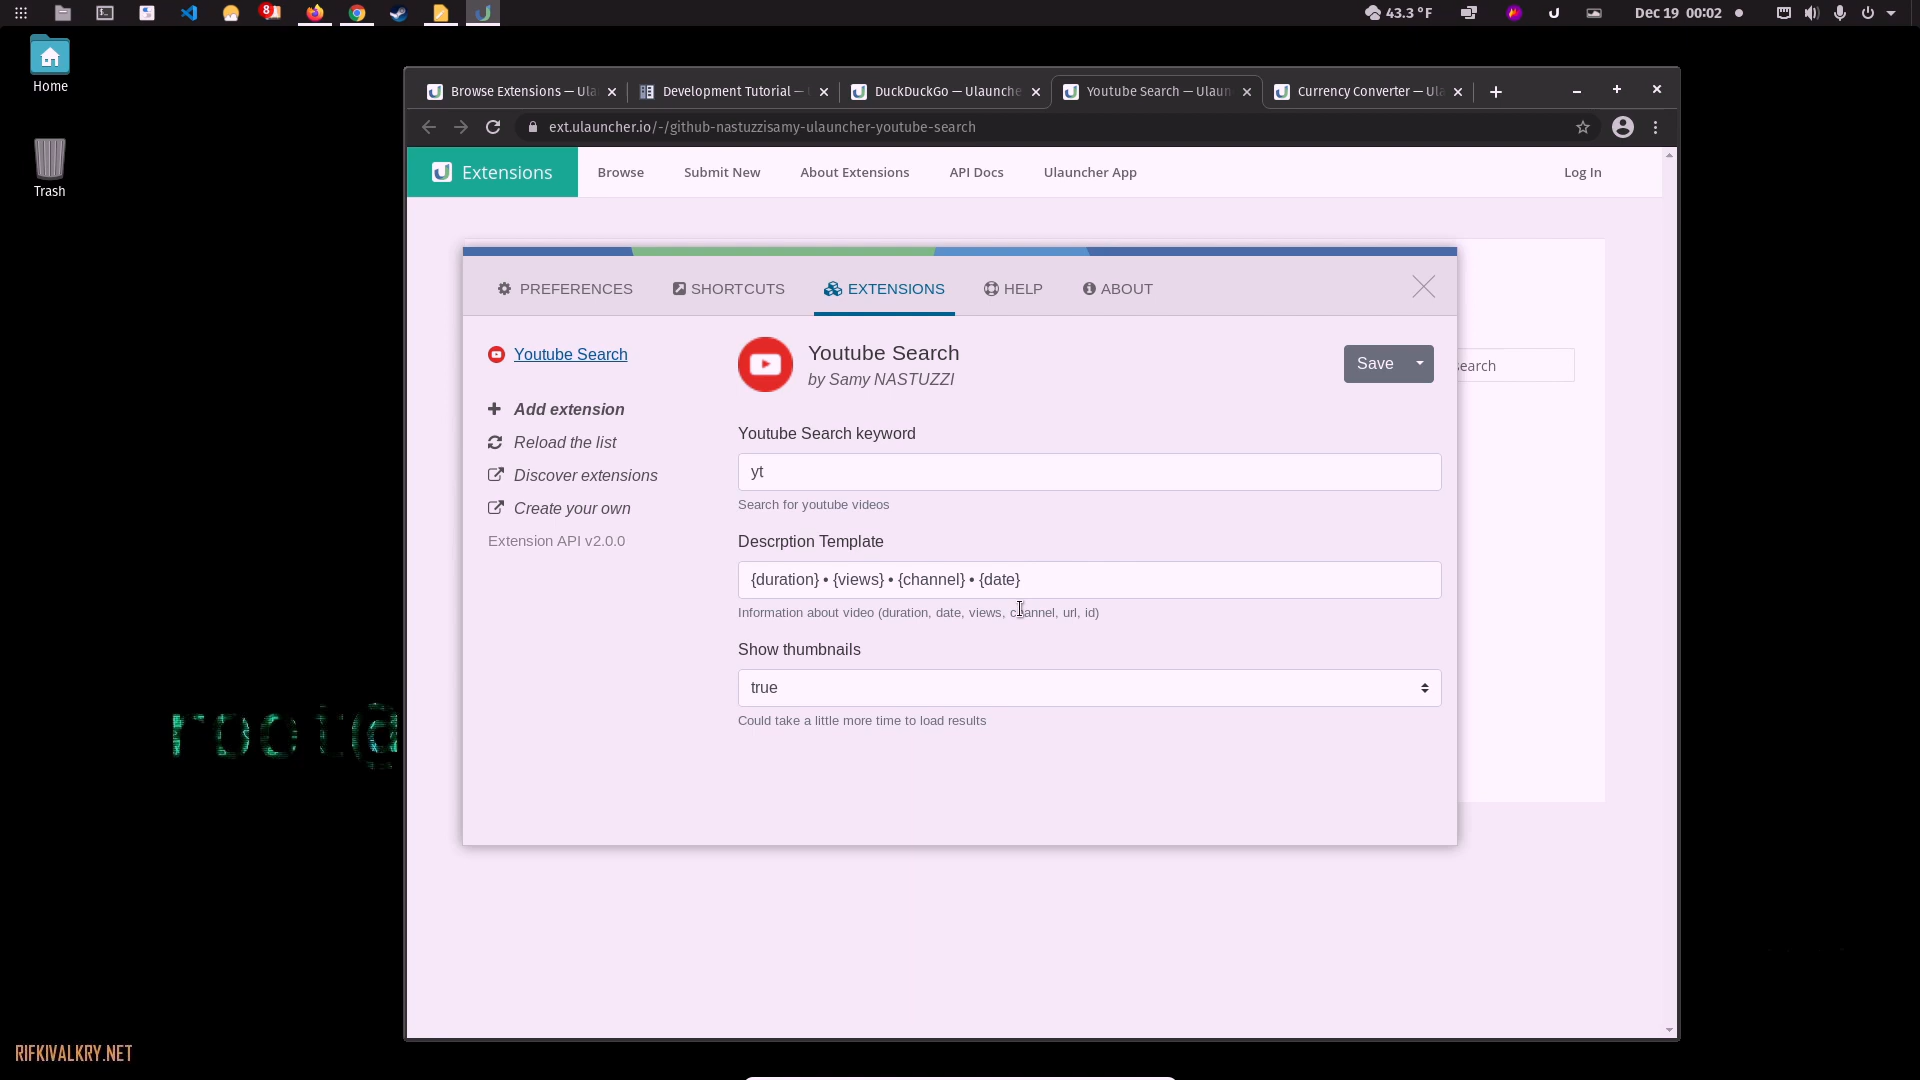 8
43.3 °F
Dec 19 00:02
Home
Trash
Browse Extensions — Ula
Development Tutorial —
DuckDuckGo — Ulaunche
Youtube Search — Ulaun
Currency Converter — Ula
ext.ulauncher.io/-/github-nastuzzisamy-ulauncher-youtube-search
Extensions
Browse
Submit New
About Extensions
API Docs
Ulauncher App
Log In
PREFERENCES
SHORTCUTS
EXTENSIONS
HELP
ABOUT
Youtube Search
Add extension
Reload the list
Discover extensions
Create your own
Extension API v2.0.0
Youtube Search
by Samy NASTUZZI
Save
search
Youtube Search keyword
yt
Search for youtube videos
Descrption Template
{duration} • {views} • {channel} • {date}
Information about video (duration, date, views, channel, url, id)
Show thumbnails
true
Could take a little more time to load results
root@
RIFKIVALKRY.NET